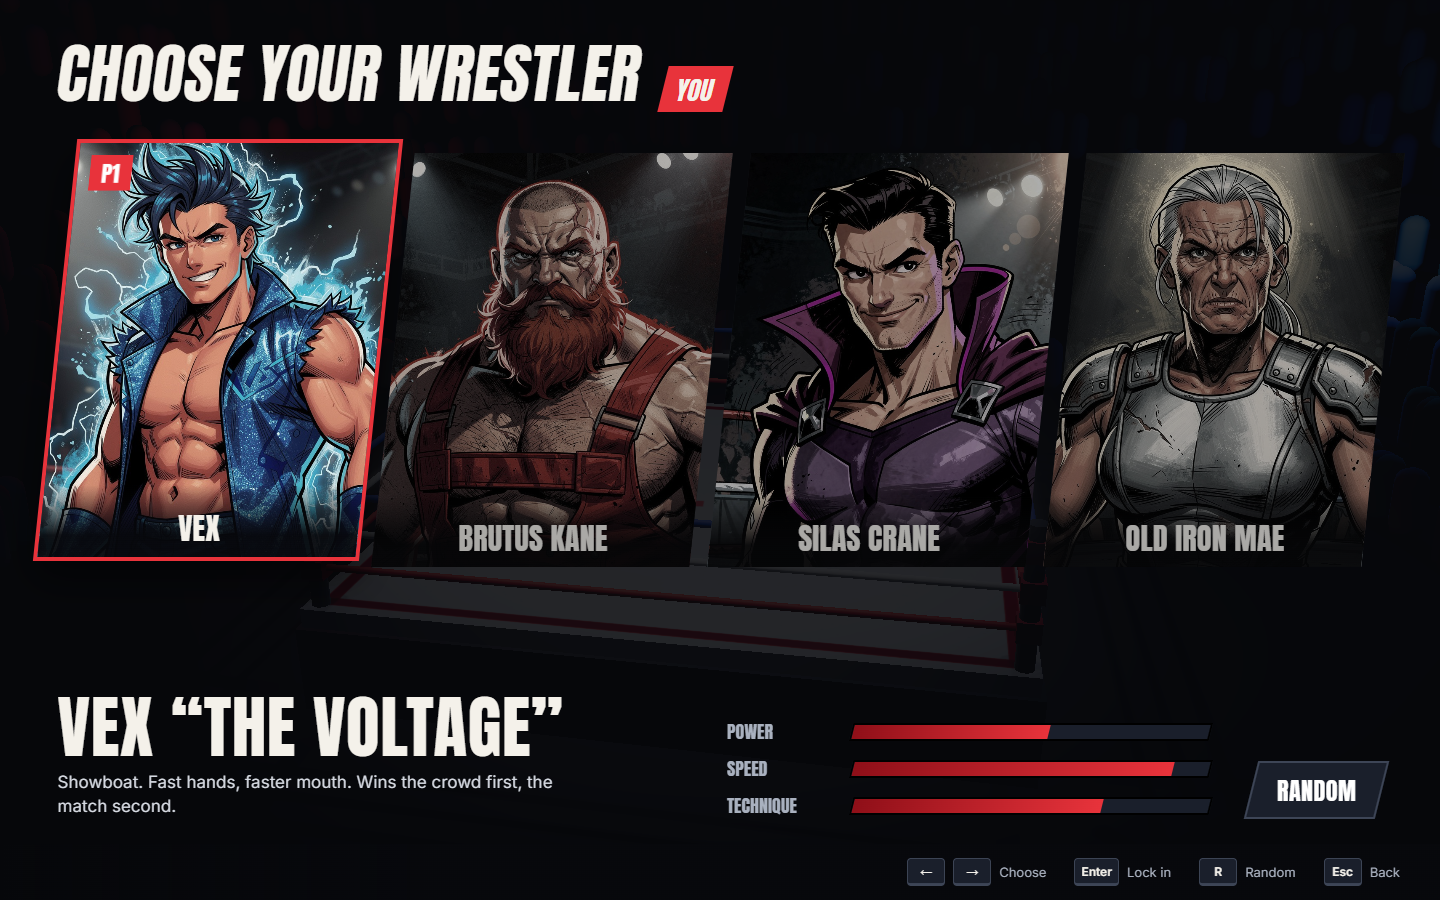 CHOOSE YOUR WRESTLER YOU
P1
VEX
BRUTUS KANE
SILAS CRANE
OLD IRON MAE
VEX “THE VOLTAGE”
Showboat. Fast hands, faster mouth. Wins the crowd first, the
match second.
POWER
SPEED
TECHNIQUE
RANDOM
← → Choose Enter Lock in R Random Esc Back